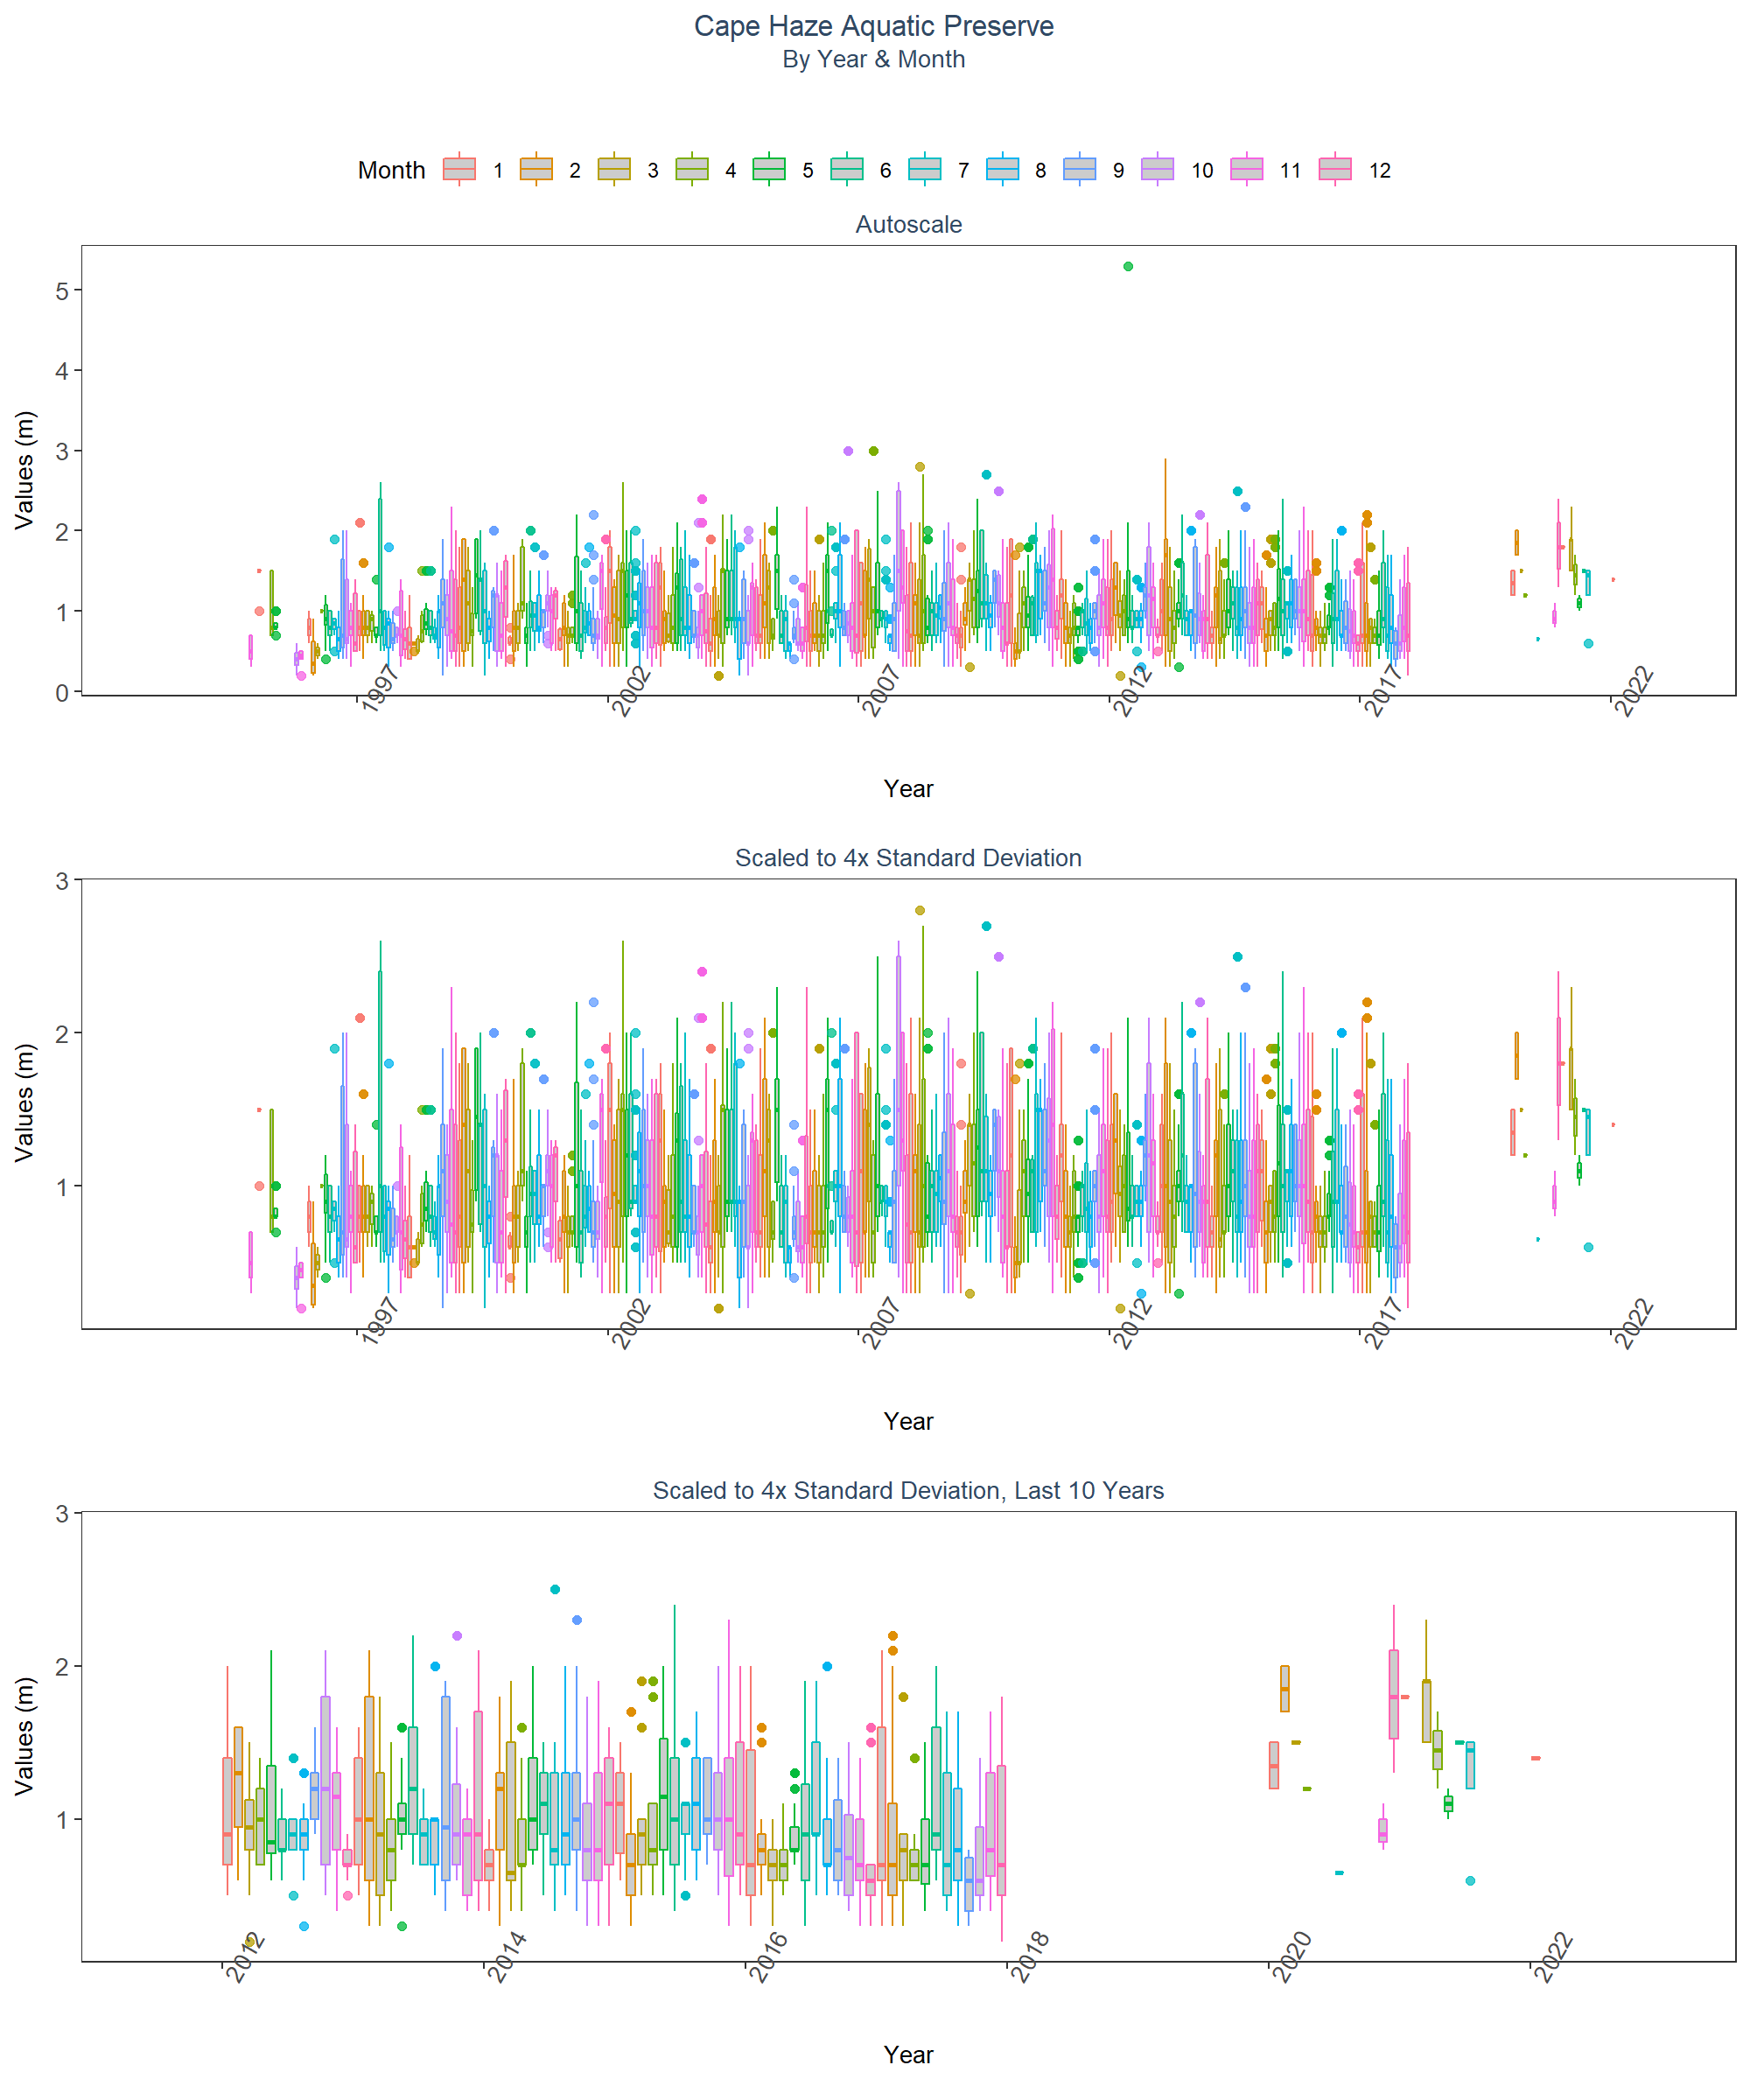 Cape Haze Aquatic Preserve
By Year & Month
Month 1 2 3 4 5 6 7 8 9 10 11 12
Autoscale
5
4
3
2
1
0
Values (m)
1997 2002 2007 2012 2017 2022
Year
Scaled to 4x Standard Deviation
3
2
1
Values (m)
1997 2002 2007 2012 2017 2022
Year
Scaled to 4x Standard Deviation, Last 10 Years
3
2
1
Values (m)
2012 2014 2016 2018 2020 2022
Year